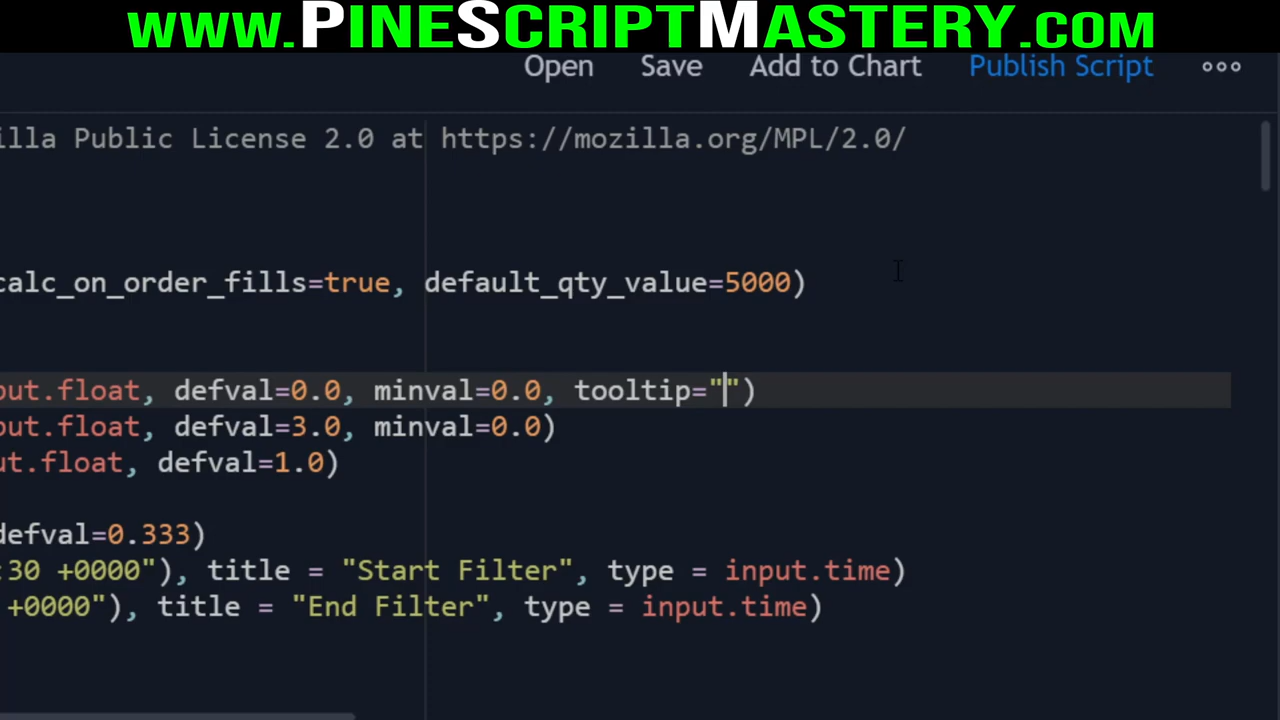 www.PineScriptMastery.com
Open Save Add to Chart Publish Script
illa Public License 2.0 at https://mozilla.org/MPL/2.0/
calc_on_order_fills=true, default_qty_value=5000)
put.float, defval=0.0, minval=0.0, tooltip="")
put.float, defval=3.0, minval=0.0)
ut.float, defval=1.0)
defval=0.333)
:30 +0000"), title = "Start Filter", type = input.time)
+0000"), title = "End Filter", type = input.time)